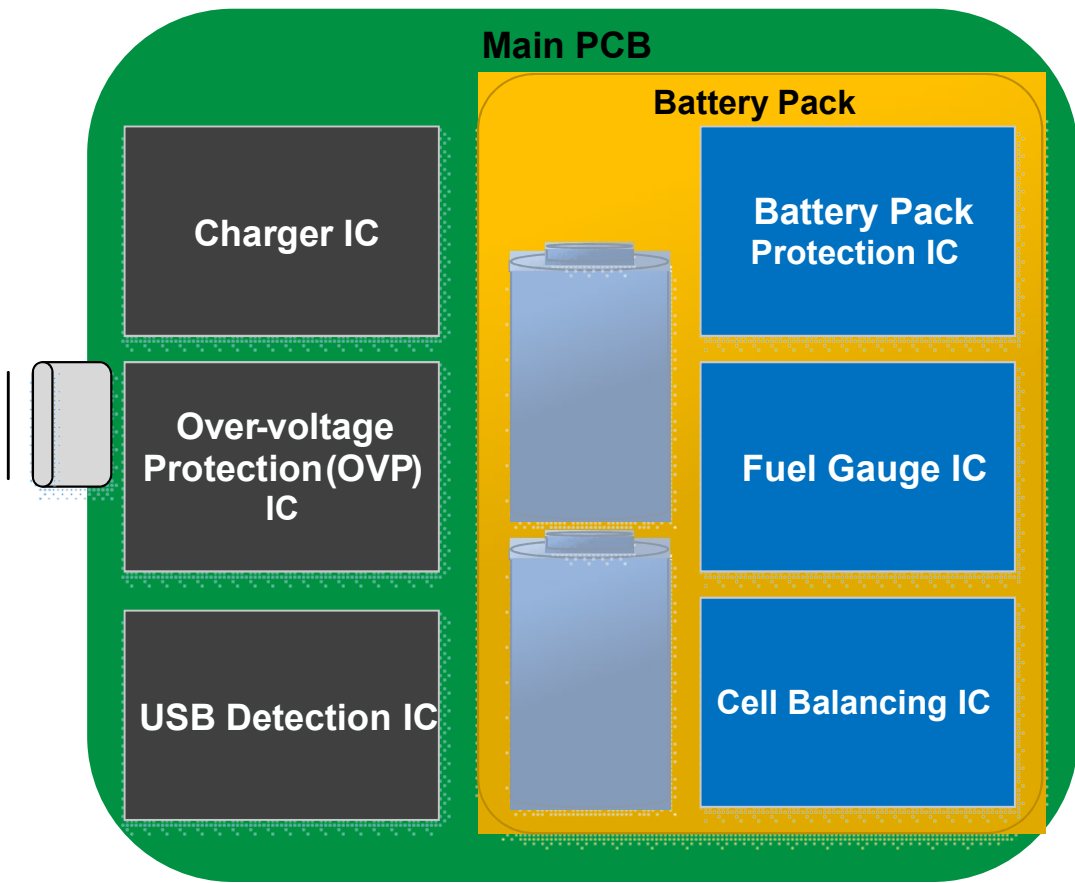 Main PCB
Battery Pack
Charger IC
Battery Pack
Protection IC
Over-voltage
Protection (OVP)
IC
Fuel Gauge IC
USB Detection IC
Cell Balancing IC